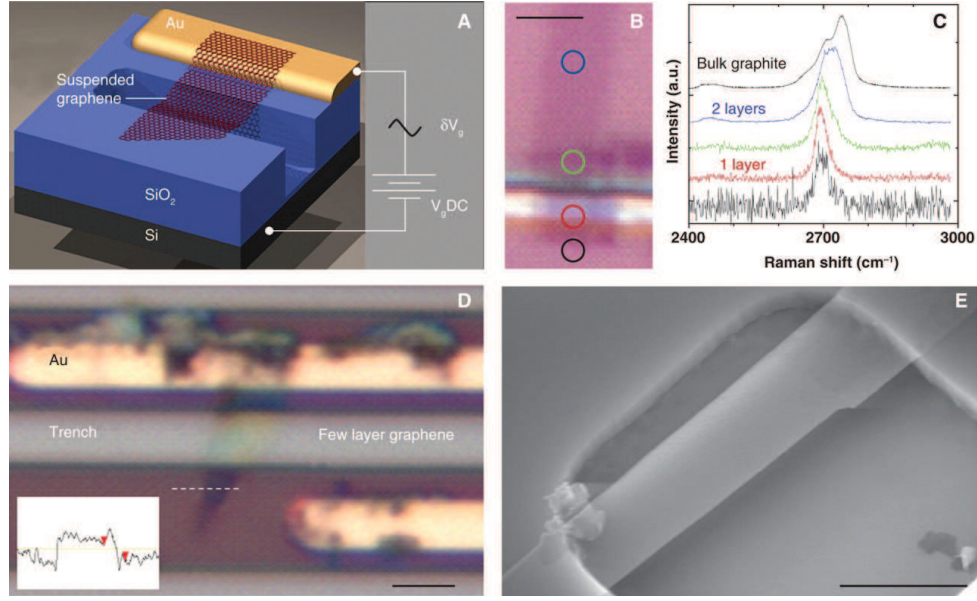 A
Au
Suspended
graphene
δVg
SiO2
VgDC
Si
B
C
Intensity (a.u.)
Bulk graphite
2 layers
1 layer
2400
2700
3000
Raman shift (cm⁻¹)
D
Au
Trench
Few layer graphene
E